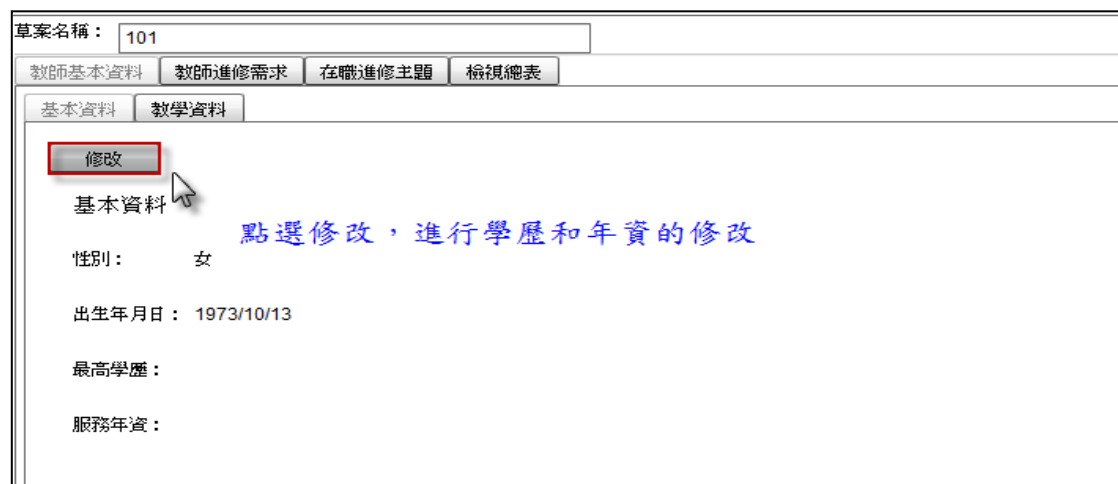 草案名稱： 101
教師基本資料 教師進修需求 在職進修主題 檢視總表
基本資料 教學資料
修改
基本資料
點選修改，進行學歷和年資的修改
性別： 女
出生年月日： 1973/10/13
最高學歷：
服務年資：